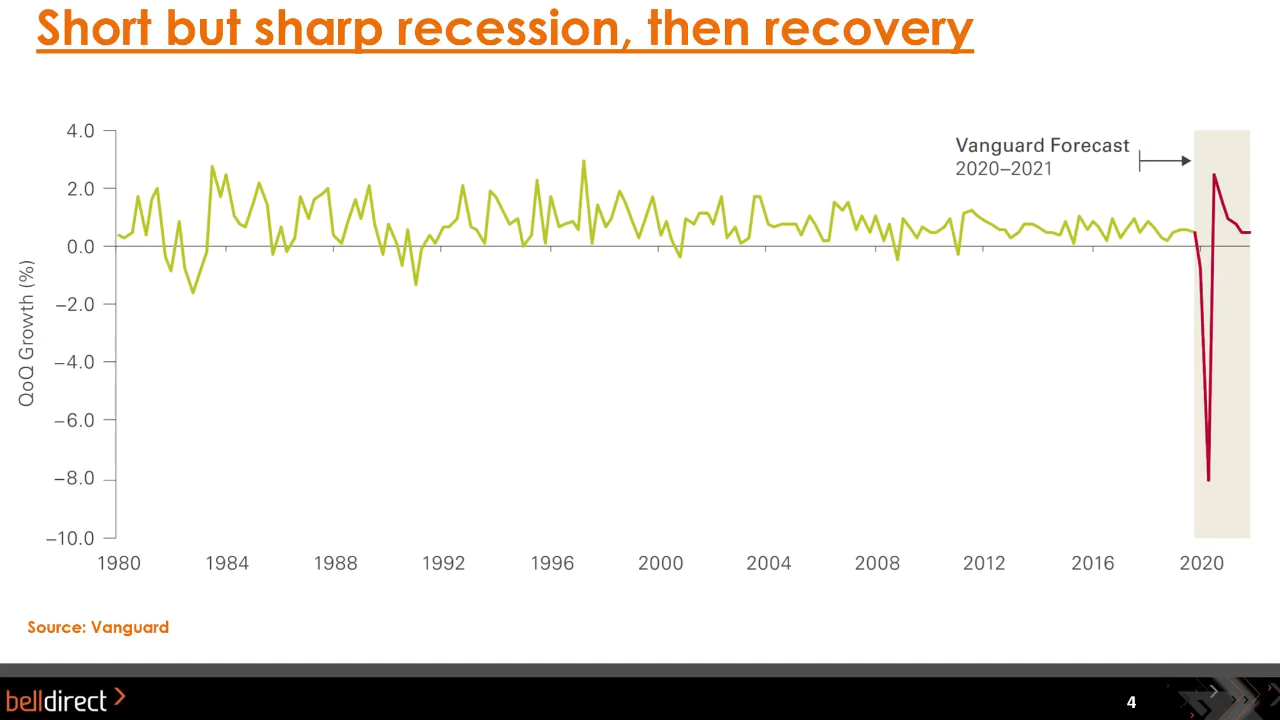 Short but sharp recession, then recovery
4.0
2.0
0.0
−2.0
−4.0
−6.0
−8.0
−10.0
QoQ Growth (%)
Vanguard Forecast
2020–2021
1980 1984 1988 1992 1996 2000 2004 2008 2012 2016 2020
Source: Vanguard
belldirect
4